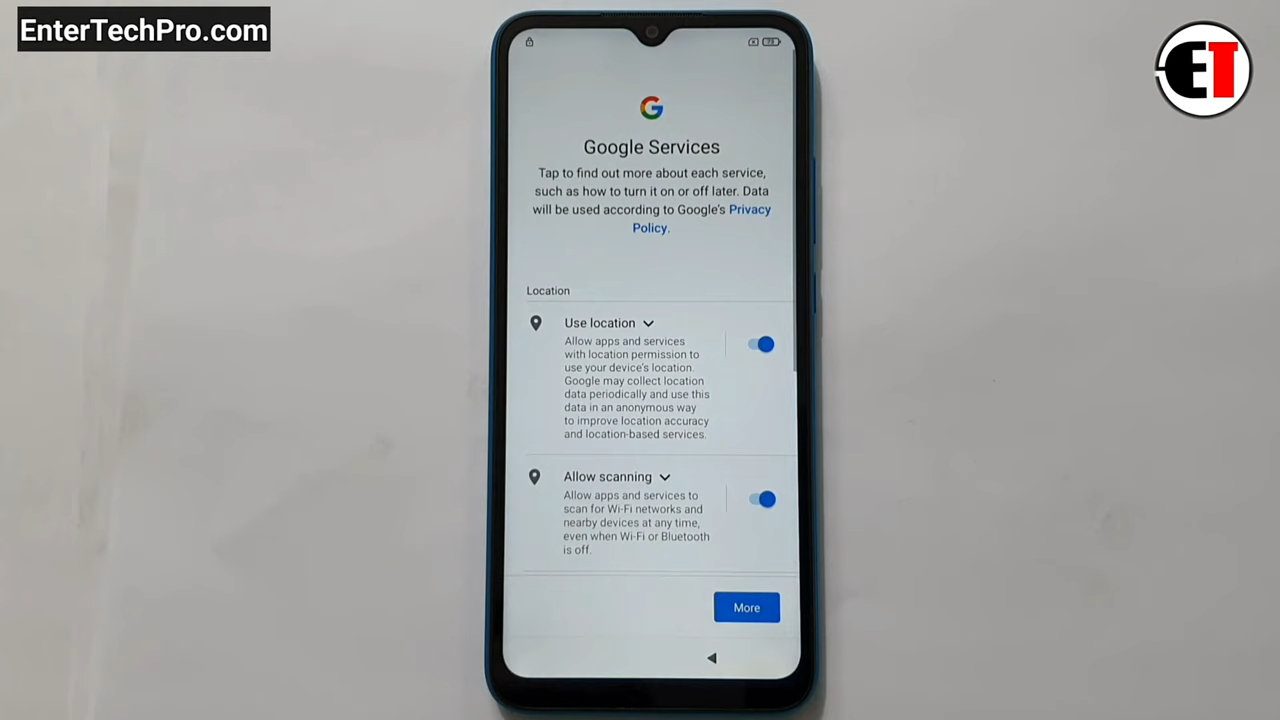 EnterTechPro.com
ET
Google Services
Tap to find out more about each service,
such as how to turn it on or off later. Data
will be used according to Google's Privacy
Policy.
Location
Use location
Allow apps and services
with location permission to
use your device's location.
Google may collect location
data periodically and use this
data in an anonymous way
to improve location accuracy
and location-based services.
Allow scanning
Allow apps and services to
scan for Wi-Fi networks and
nearby devices at any time,
even when Wi-Fi or Bluetooth
is off.
More